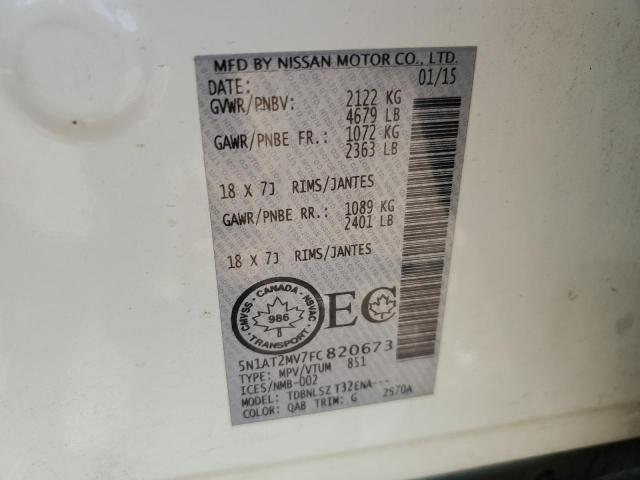 MFD BY NISSAN MOTOR CO., LTD.
DATE: 01/15
GVWR/PNBV: 2122 KG
4679 LB
GAWR/PNBE FR.: 1072 KG
2363 LB
18 X 7J RIMS/JANTES
GAWR/PNBE RR.: 1089 KG
2401 LB
18 X 7J RIMS/JANTES
CMVSS · CANADA · NSVAC · TRANSPORT
986
EC
5N1AT2MV7FC820673
TYPE: MPV/VTUM 851
ICES/NMB-002
MODEL: TDBNLSZ T32ENA---
COLOR: QAB TRIM: G 2S70A